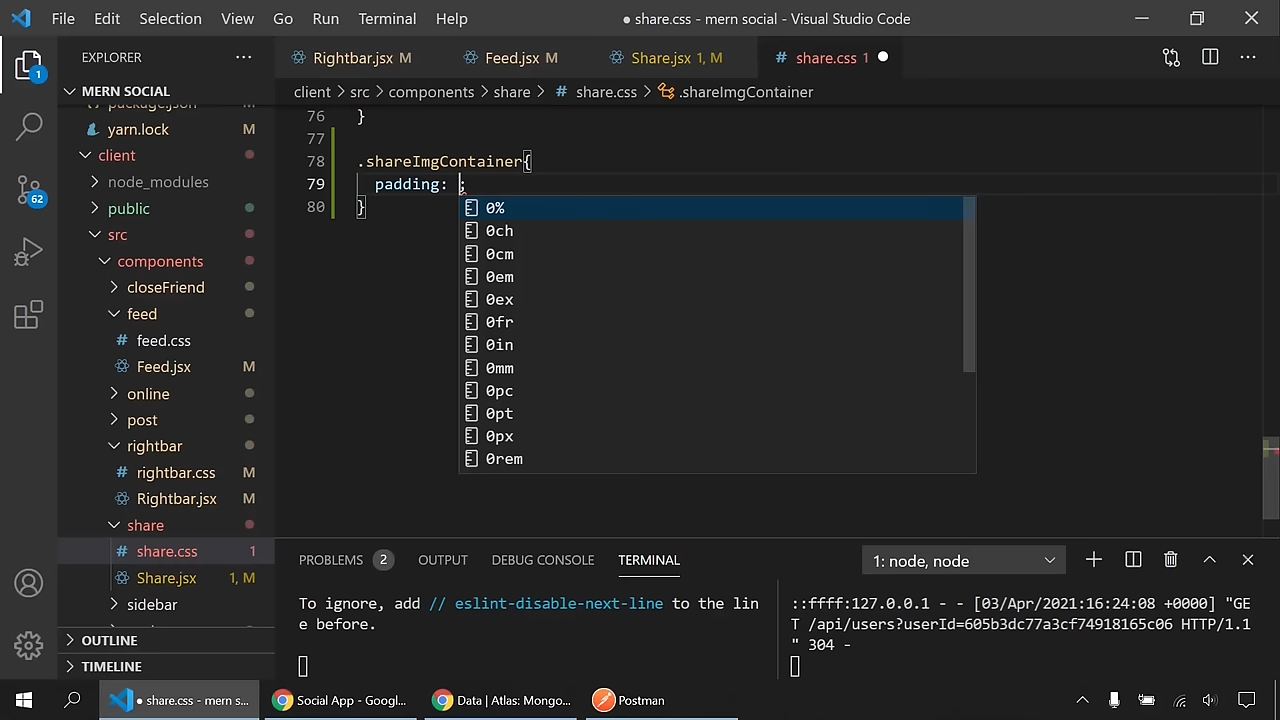 File Edit Selection View Go Run Terminal Help ● share.css - mern social - Visual Studio Code
EXPLORER ···
Rightbar.jsx M Feed.jsx M Share.jsx 1, M # share.css 1 ●
client > src > components > share > # share.css > .shareImgContainer
1
62
MERN SOCIAL
package.json
yarn.lock M
client
node_modules
public
src
components
closeFriend
feed
# feed.css
Feed.jsx M
online
post
rightbar
# rightbar.css M
Rightbar.jsx M
share
# share.css 1
Share.jsx 1, M
sidebar
OUTLINE
TIMELINE
76 }
77
78 .shareImgContainer{
79 padding: ;
80 }
0%
0ch
0cm
0em
0ex
0fr
0in
0mm
0pc
0pt
0px
0rem
PROBLEMS 2 OUTPUT DEBUG CONSOLE TERMINAL 1: node, node
To ignore, add // eslint-disable-next-line to the lin
e before.
::ffff:127.0.0.1 - - [03/Apr/2021:16:24:08 +0000] "GE
T /api/users?userId=605b3dc77a3cf74918165c06 HTTP/1.1
" 304 -
● share.css - mern s... Social App - Googl... Data | Atlas: Mongo... Postman